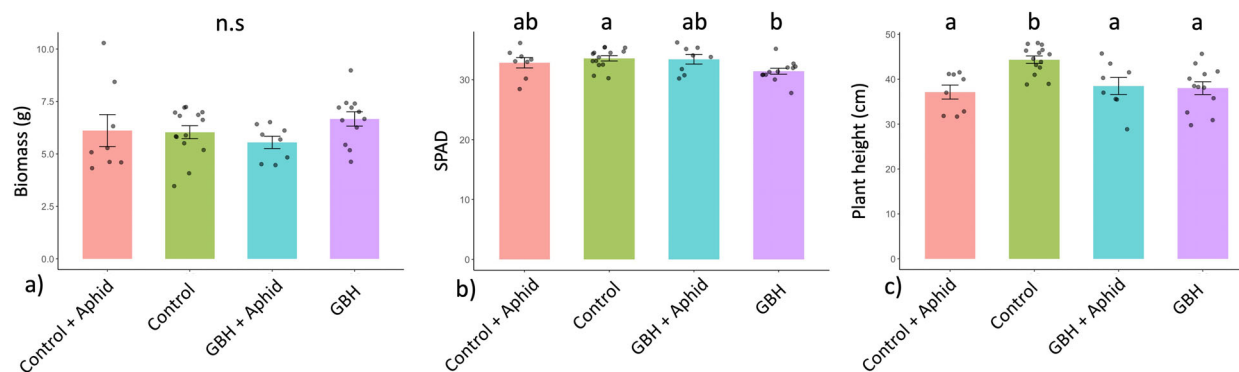 n.s
10.0
7.5
5.0
2.5
0.0
Biomass (g)
a)
Control + Aphid
Control
GBH + Aphid
GBH
ab a ab b
30
20
10
0
SPAD
b)
Control + Aphid
Control
GBH + Aphid
GBH
a b a a
50
40
30
20
10
0
Plant height (cm)
c)
Control + Aphid
Control
GBH + Aphid
GBH